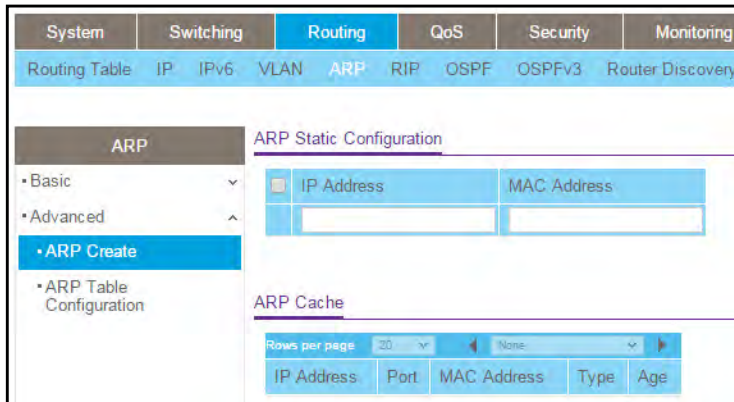 System Switching Routing QoS Security Monitoring
Routing Table IP IPv6 VLAN ARP RIP OSPF OSPFv3 Router Discovery
ARP
Basic
Advanced
ARP Create
ARP Table
Configuration
ARP Static Configuration
IP Address MAC Address
ARP Cache
Rows per page 20 None
IP Address Port MAC Address Type Age